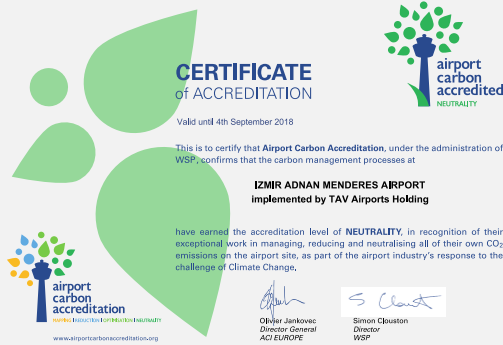 CERTIFICATE
of ACCREDITATION
airport
carbon
accredited
NEUTRALITY
Valid until 4th September 2018
This is to certify that Airport Carbon Accreditation, under the administration of
WSP, confirms that the carbon management processes at
IZMIR ADNAN MENDERES AIRPORT
implemented by TAV Airports Holding
have earned the accreditation level of NEUTRALITY, in recognition of their
exceptional work in managing, reducing and neutralising all of their own CO₂
emissions on the airport site, as part of the airport industry's response to the
challenge of Climate Change.
airport
carbon
accreditation
MAPPING I REDUCTION I OPTIMISATION I NEUTRALITY
www.airportcarbonaccreditation.org
Olivier Jankovec
Director General
ACI EUROPE
S Clouston
Simon Clouston
Director
WSP